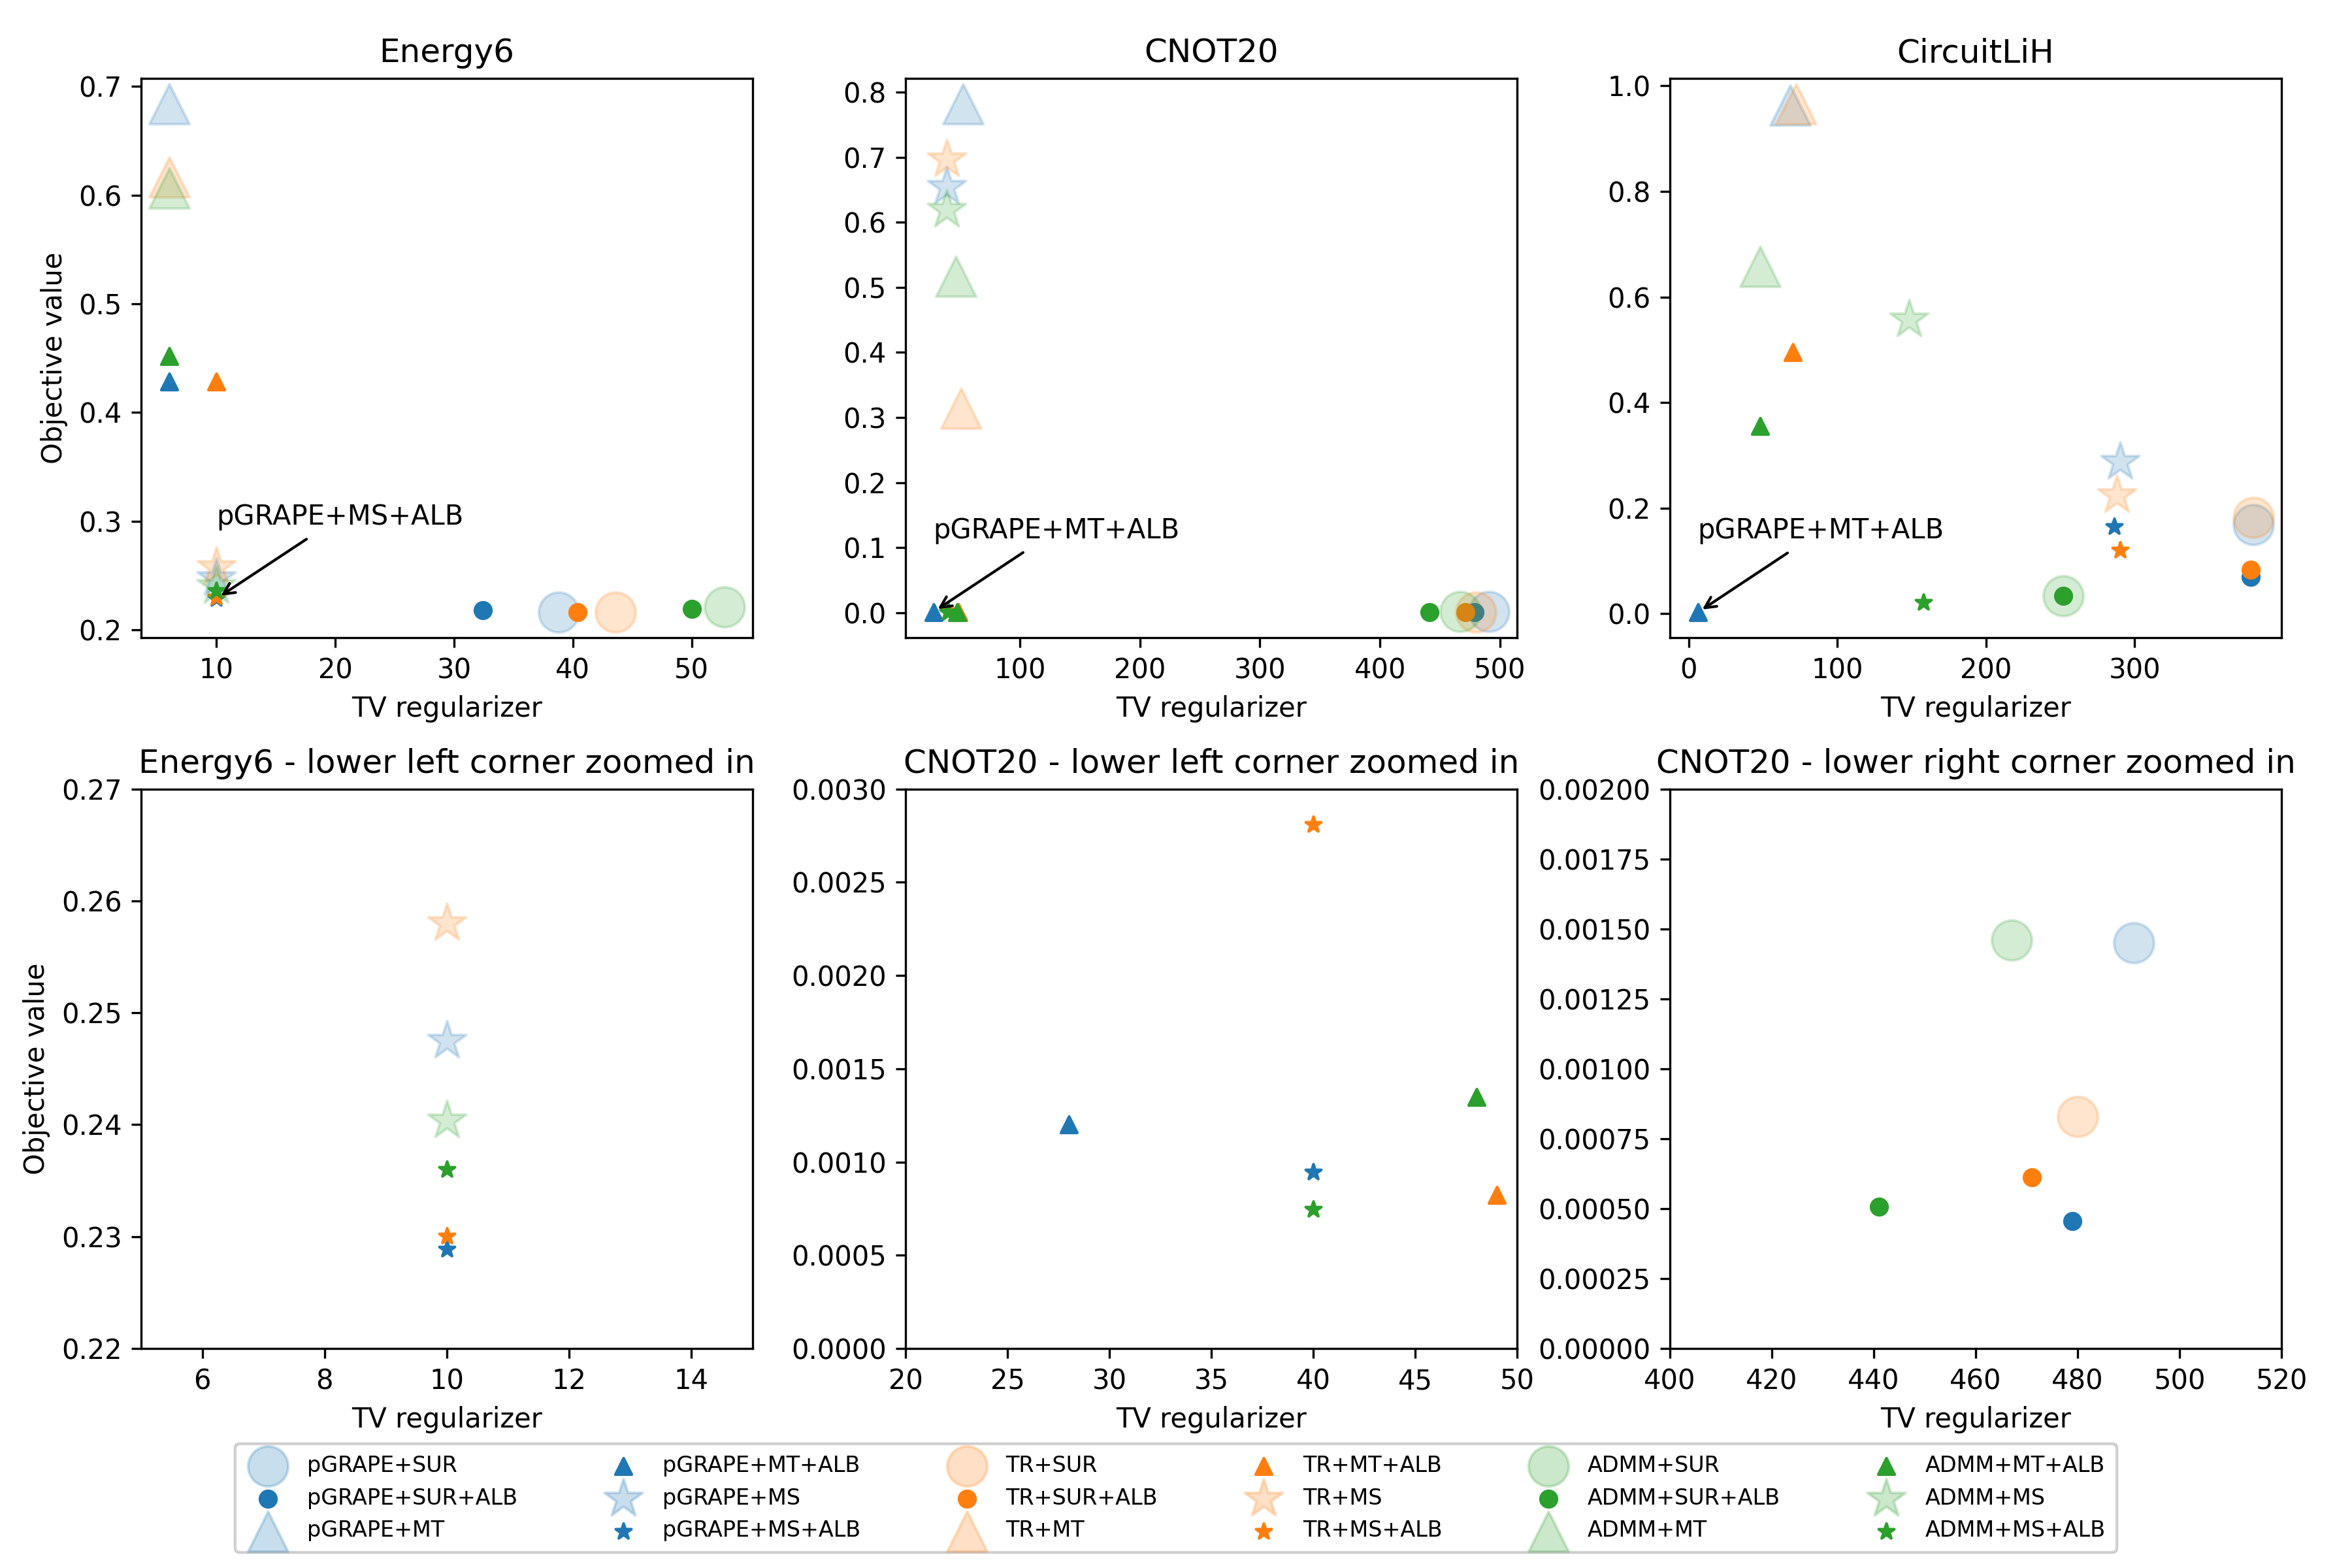 Energy6
CNOT20
CircuitLiH
0.7
0.6
0.5
0.4
0.3
0.2
Objective value
pGRAPE+MS+ALB
10
20
30
40
50
TV regularizer
0.8
0.7
0.6
0.5
0.4
0.3
0.2
0.1
0.0
pGRAPE+MT+ALB
100
200
300
400
500
TV regularizer
1.0
0.8
0.6
0.4
0.2
0.0
pGRAPE+MT+ALB
0
100
200
300
TV regularizer
Energy6 - lower left corner zoomed in
CNOT20 - lower left corner zoomed in
CNOT20 - lower right corner zoomed in
0.27
0.26
0.25
0.24
0.23
0.22
Objective value
6
8
10
12
14
TV regularizer
0.0030
0.0025
0.0020
0.0015
0.0010
0.0005
0.0000
20
25
30
35
40
45
50
TV regularizer
0.00200
0.00175
0.00150
0.00125
0.00100
0.00075
0.00050
0.00025
0.00000
400
420
440
460
480
500
520
TV regularizer
pGRAPE+SUR
pGRAPE+SUR+ALB
pGRAPE+MT
pGRAPE+MT+ALB
pGRAPE+MS
pGRAPE+MS+ALB
TR+SUR
TR+SUR+ALB
TR+MT
TR+MT+ALB
TR+MS
TR+MS+ALB
ADMM+SUR
ADMM+SUR+ALB
ADMM+MT
ADMM+MT+ALB
ADMM+MS
ADMM+MS+ALB